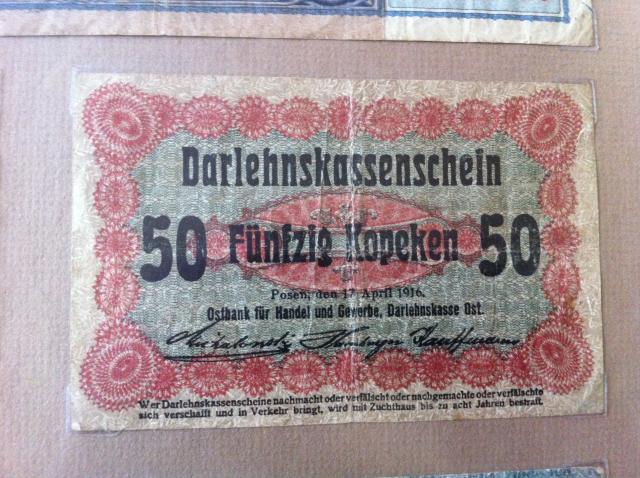 Darlehnskassenschein
50 Fünfzig Kopeken 50
Posen, den 17. April 1916.
Ostbank für Handel und Gewerbe, Darlehnskasse Ost.
Wer Darlehnskassenscheine nachmacht oder verfälscht oder nachgemachte oder verfälschte
sich verschafft und in Verkehr bringt, wird mit Zuchthaus bis zu acht Jahren bestraft.